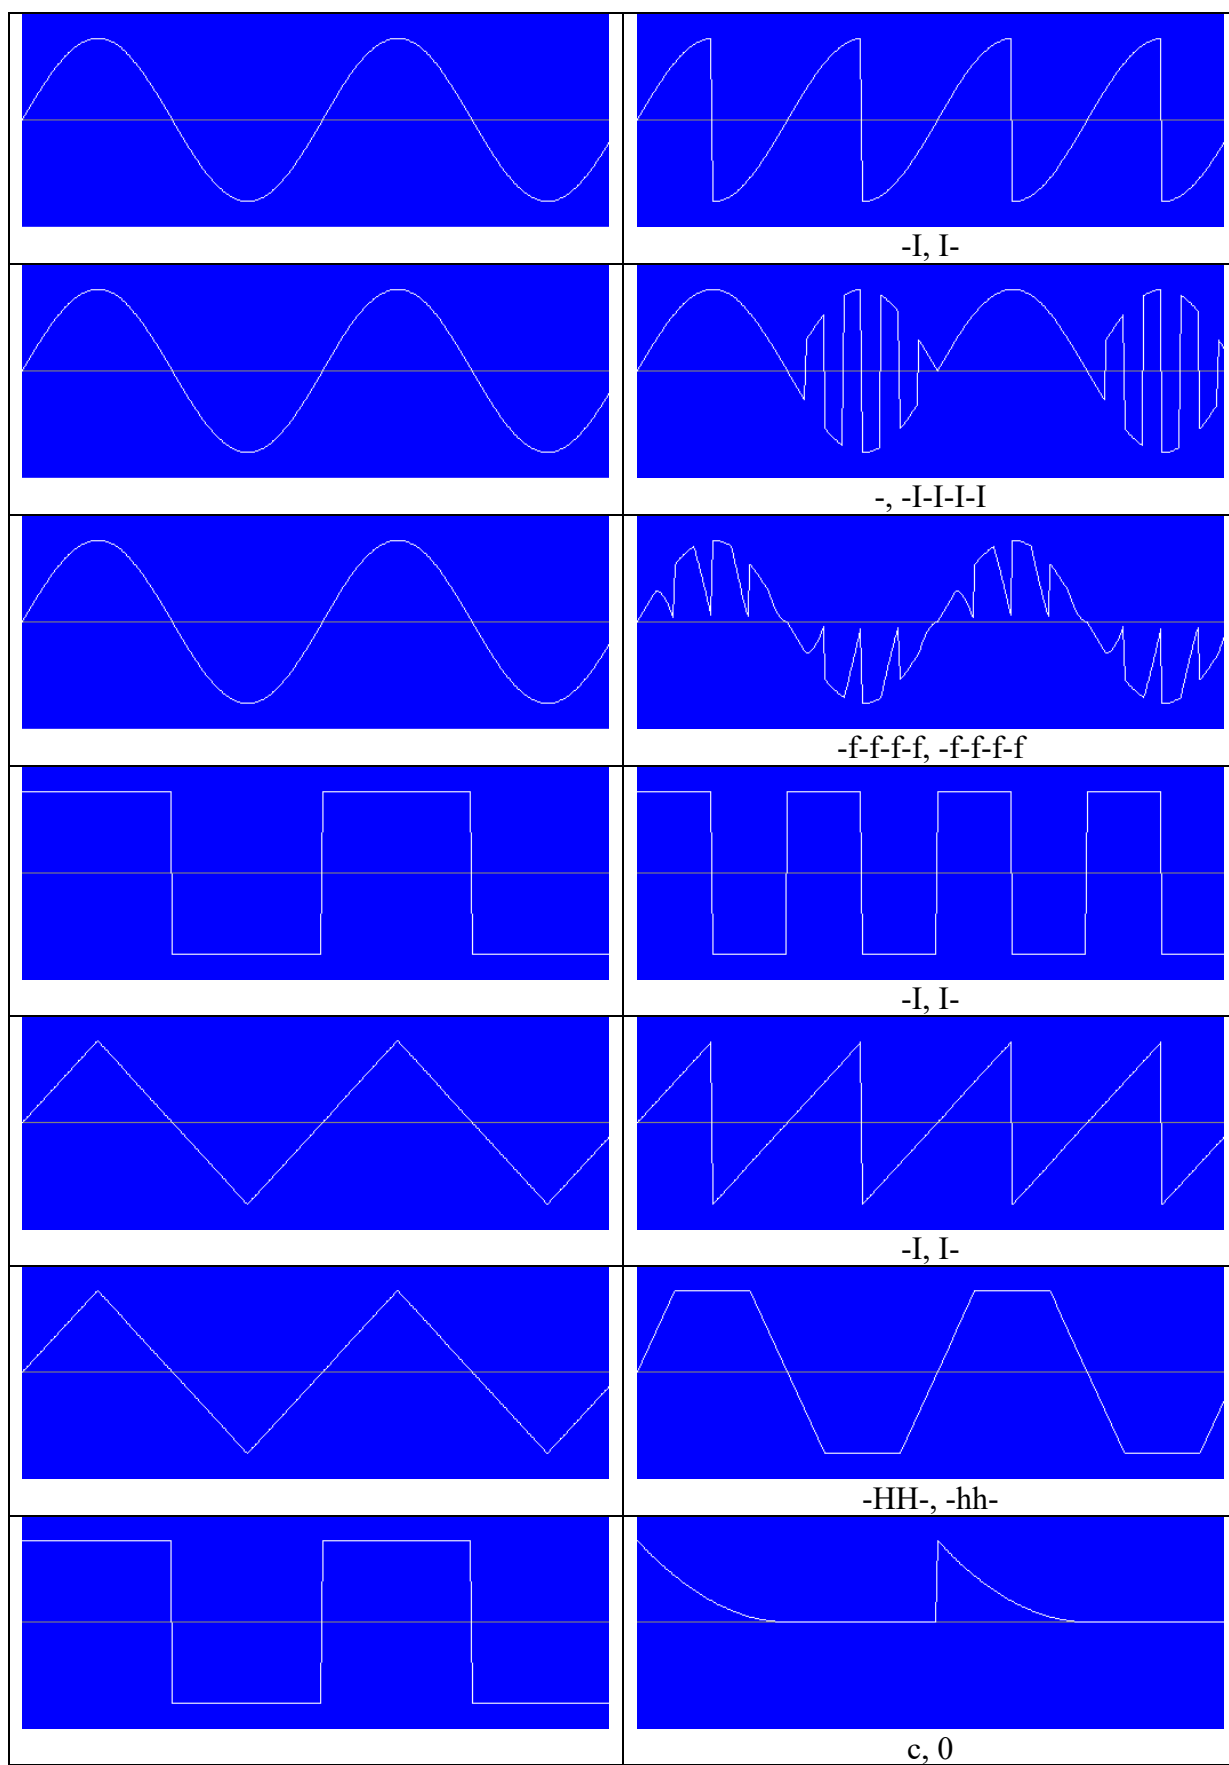 -I, I-
-, -I-I-I-I
-f-f-f-f, -f-f-f-f
-I, I-
-I, I-
-HH-, -hh-
c, 0